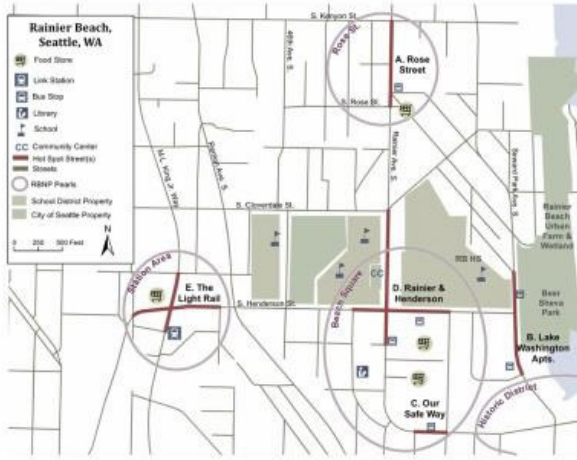 Rainier Beach,
Seattle, WA
Food Store
Link Station
Bus Stop
Library
School
CC Community Center
Hot Spot Street(s)
Streets
RBNP Pearls
School District Property
City of Seattle Property
0 250 500 Feet
N
S. Kenyon St.
Rose St.
A. Rose
Street
46th Ave. S
S. Rose St.
Rainier Ave. S
M.L. King Jr. Way
Seward Park Ave. S
S. Cloverdale St.
Rainier
Beach
Urban
Farm &
Wetland
Station Area
E. The
Light Rail
S. Henderson St.
Beach Square
CC
D. Rainier &
Henderson
RB HS
Beer
Sheva
Park
B. Lake
Washington
Apts.
C. Our
Safe Way
Historic District